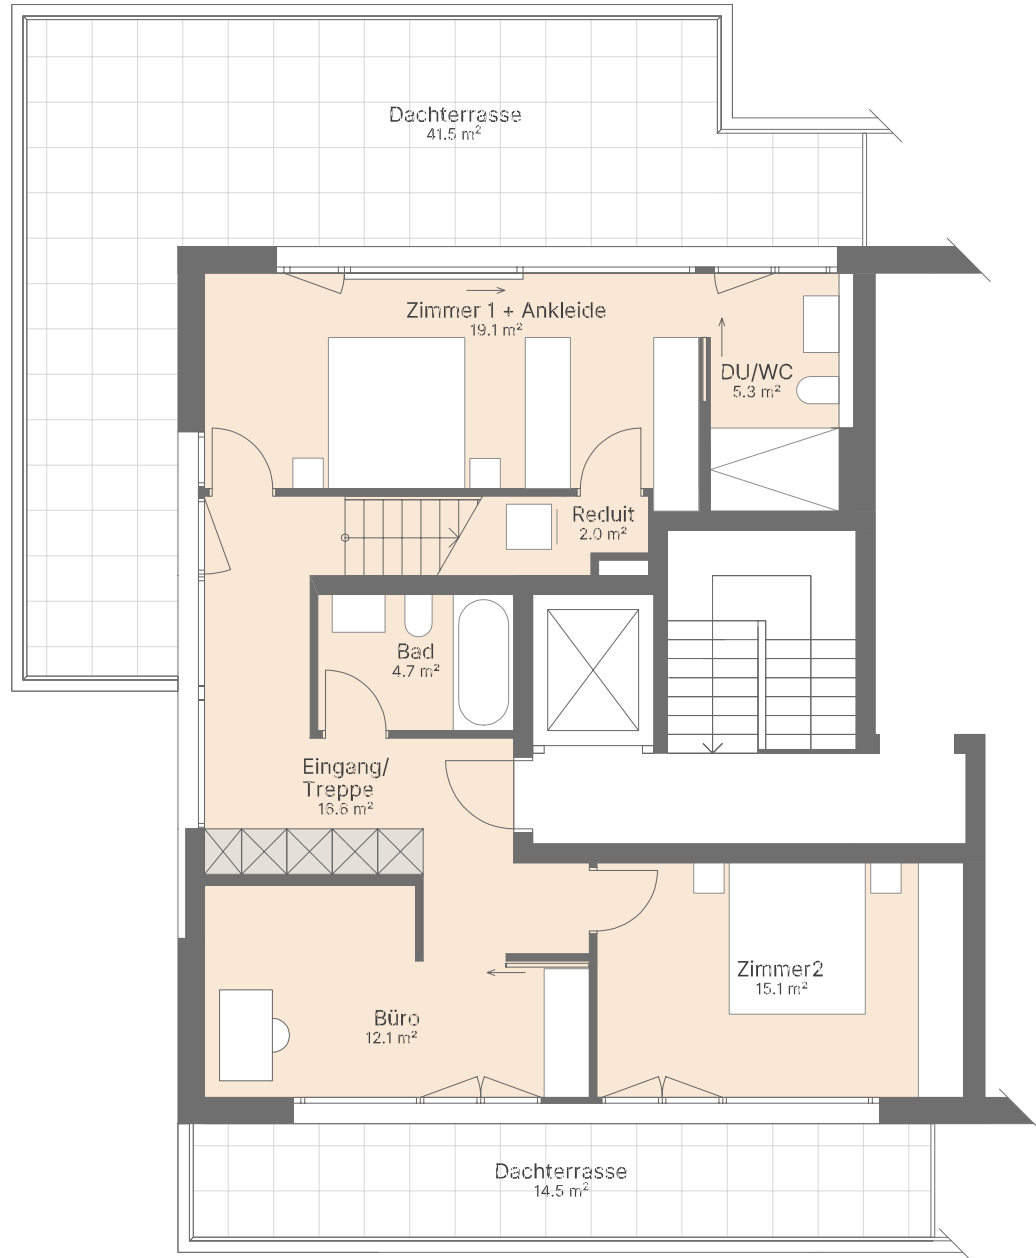 Dachterrasse
41.5 m²
Zimmer 1 + Ankleide
19.1 m²
DU/WC
5.3 m²
Reduit
2.0 m²
Bad
4.7 m²
Eingang/
Treppe
16.6 m²
Zimmer2
15.1 m²
Büro
12.1 m²
Dachterrasse
14.5 m²